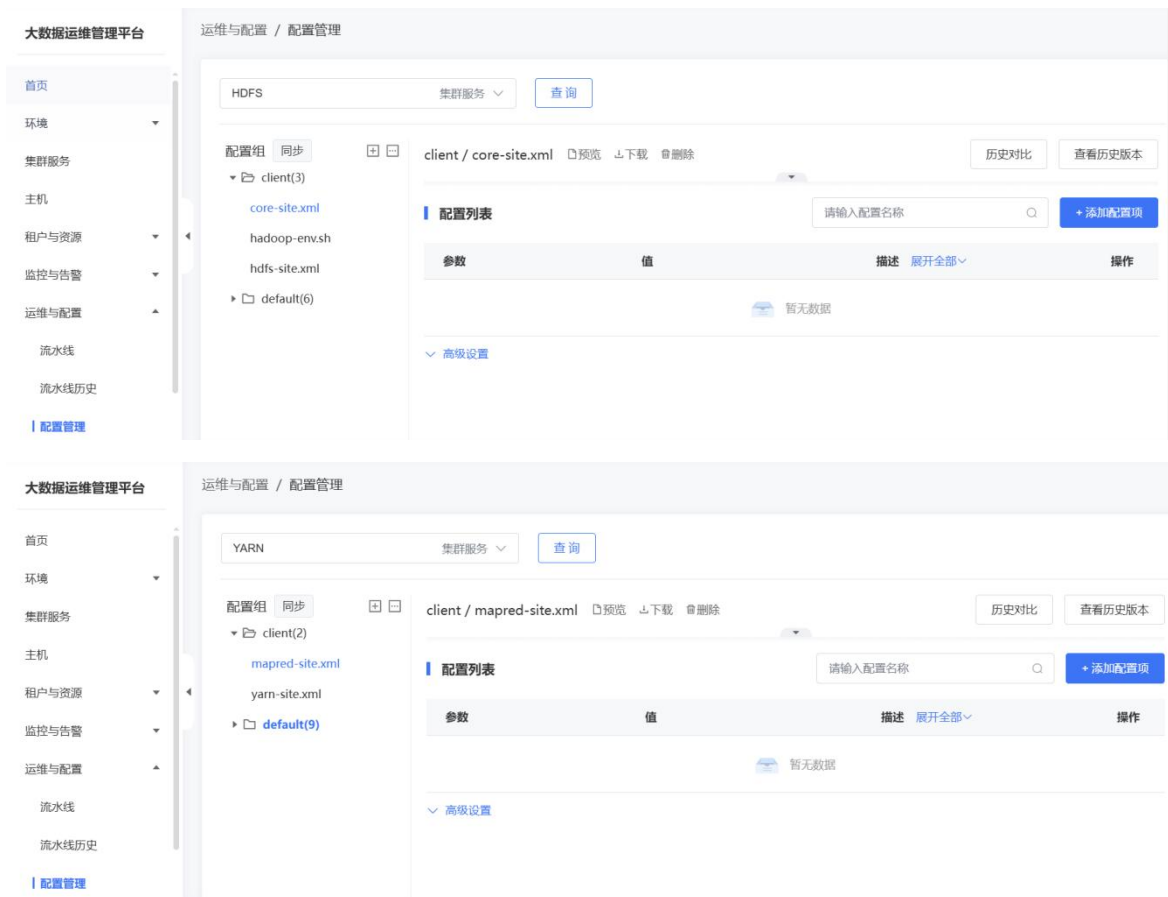 大数据运维管理平台
运维与配置 / 配置管理
首页
环境
集群服务
主机
租户与资源
监控与告警
运维与配置
流水线
流水线历史
配置管理
HDFS 集群服务 查询
配置组 同步
client(3)
core-site.xml
hadoop-env.sh
hdfs-site.xml
default(6)
client / core-site.xml 预览 下载 删除 历史对比 查看历史版本
配置列表 请输入配置名称 + 添加配置项
参数 值 描述 展开全部 操作
暂无数据
高级设置
大数据运维管理平台
运维与配置 / 配置管理
首页
环境
集群服务
主机
租户与资源
监控与告警
运维与配置
流水线
流水线历史
配置管理
YARN 集群服务 查询
配置组 同步
client(2)
mapred-site.xml
yarn-site.xml
default(9)
client / mapred-site.xml 预览 下载 删除 历史对比 查看历史版本
配置列表 请输入配置名称 + 添加配置项
参数 值 描述 展开全部 操作
暂无数据
高级设置